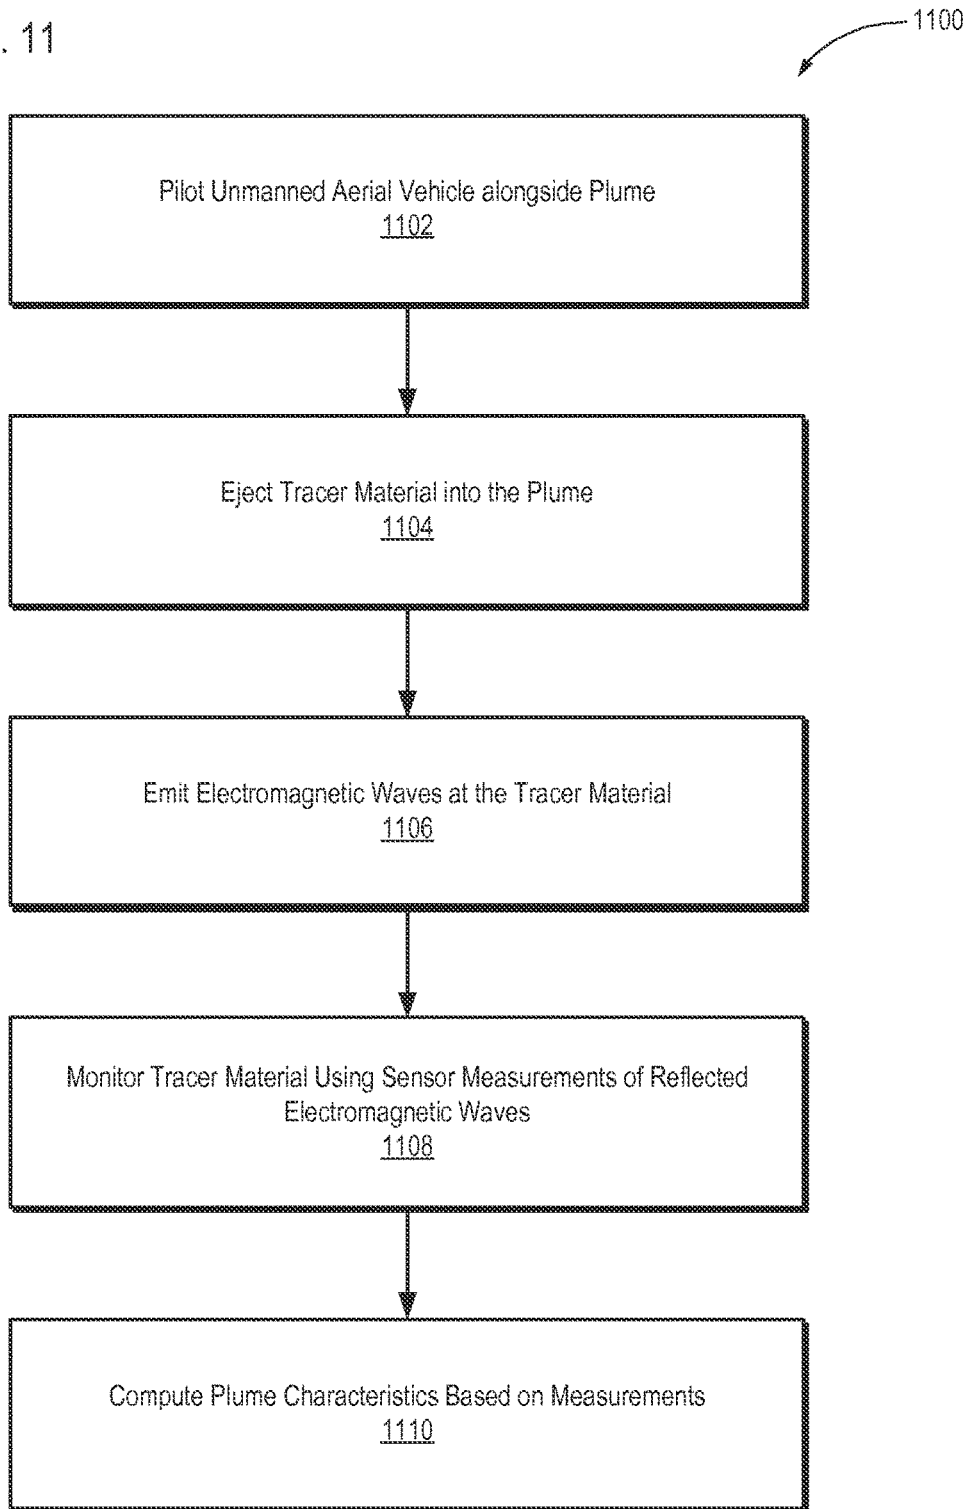 . 11
1100
Pilot Unmanned Aerial Vehicle alongside Plume
1102
Eject Tracer Material into the Plume
1104
Emit Electromagnetic Waves at the Tracer Material
1106
Monitor Tracer Material Using Sensor Measurements of Reflected
Electromagnetic Waves
1108
Compute Plume Characteristics Based on Measurements
1110